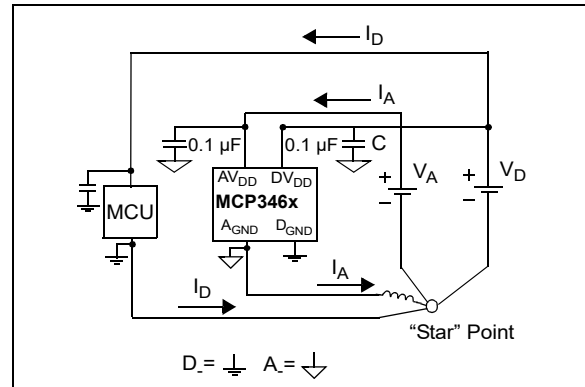 I_D
I_A
0.1 µF
0.1 µF
C
AV_DD DV_DD
MCP346x
A_GND D_GND
MCU
+
–
V_A
+
–
V_D
I_D
I_A
"Star" Point
D_= A_=